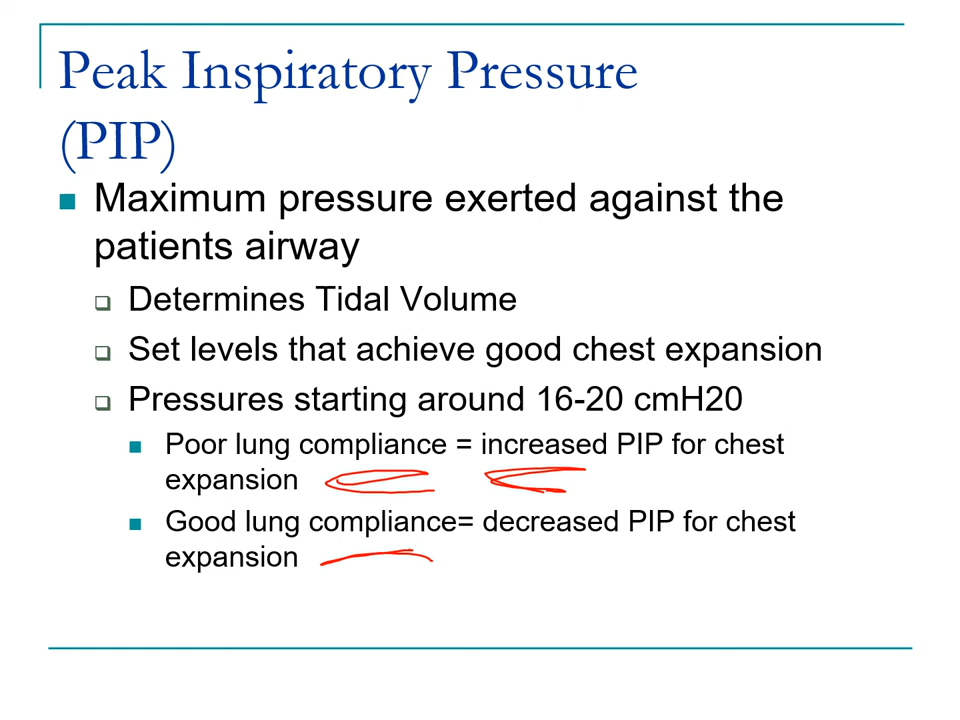 Peak Inspiratory Pressure
(PIP)
Maximum pressure exerted against the
patients airway
Determines Tidal Volume
Set levels that achieve good chest expansion
Pressures starting around 16-20 cmH20
Poor lung compliance = increased PIP for chest
expansion
Good lung compliance= decreased PIP for chest
expansion